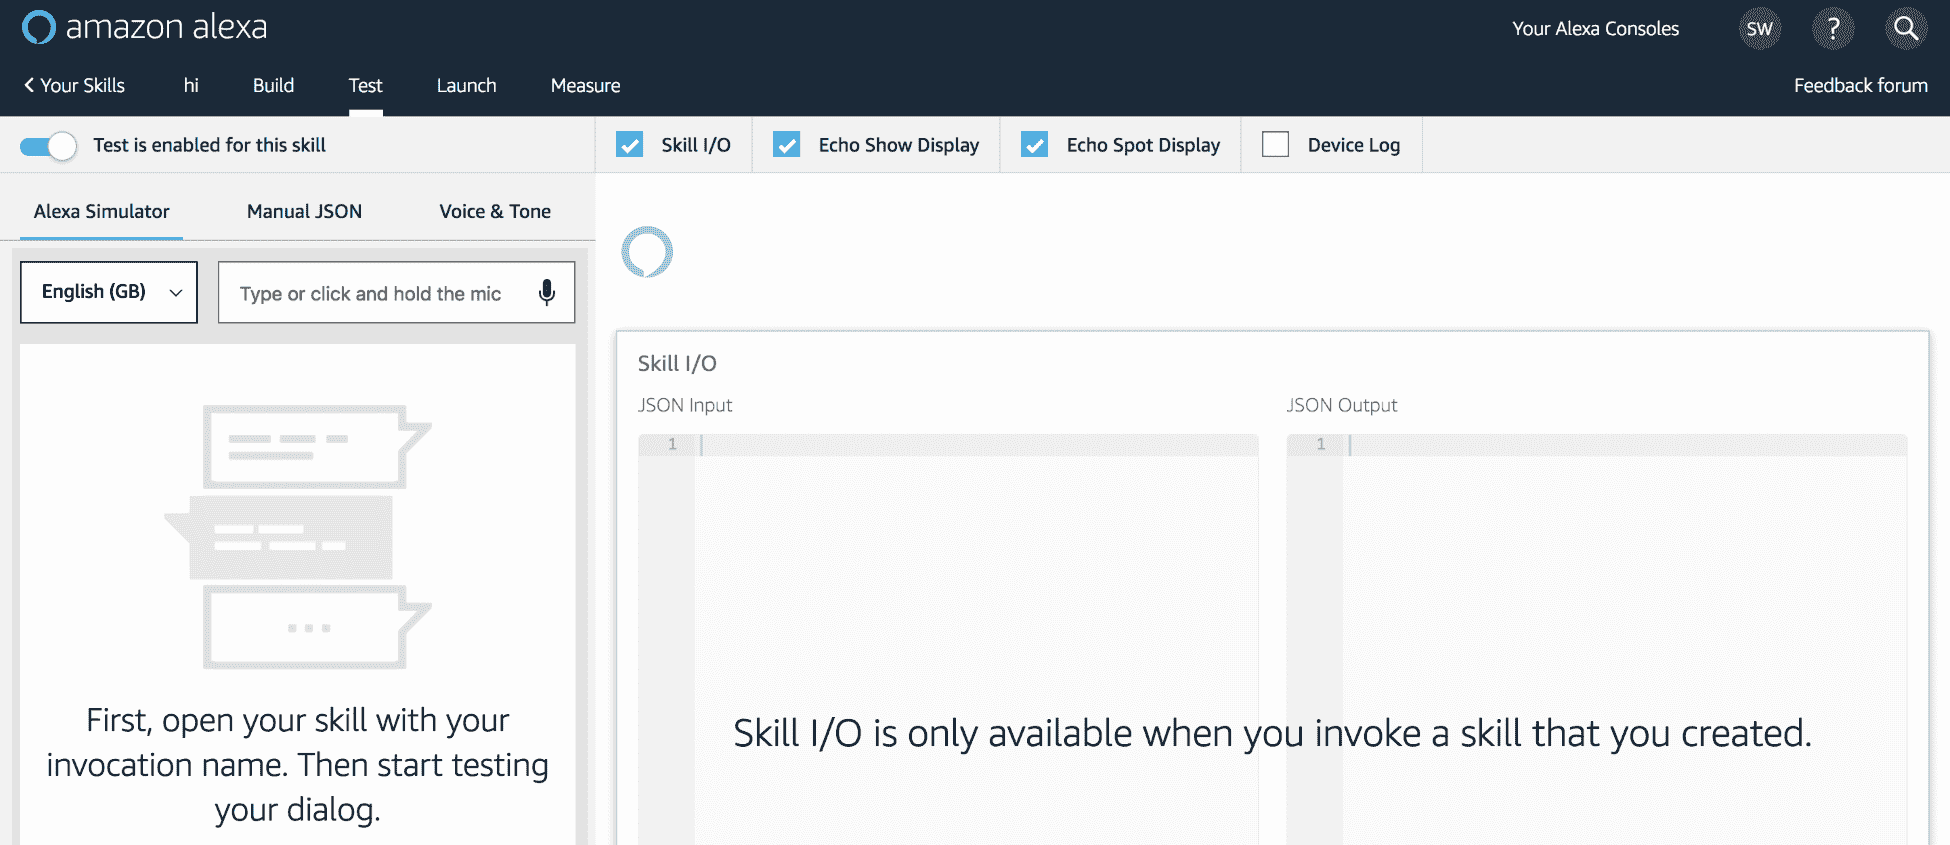 amazon alexa
Your Alexa Consoles
SW
?
Your Skills
hi
Build
Test
Launch
Measure
Feedback forum
Test is enabled for this skill
Skill I/O
Echo Show Display
Echo Spot Display
Device Log
Alexa Simulator
Manual JSON
Voice & Tone
English (GB)
Type or click and hold the mic
First, open your skill with your
invocation name. Then start testing
your dialog.
Skill I/O
JSON Input
JSON Output
1
1
Skill I/O is only available when you invoke a skill that you created.